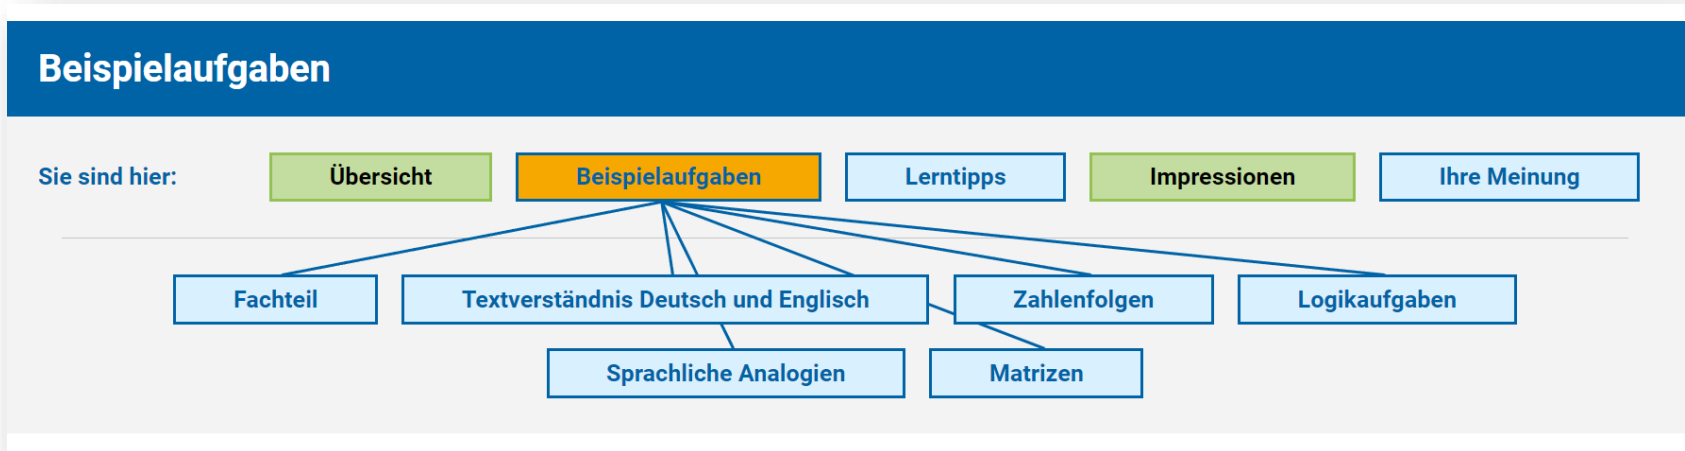 Beispielaufgaben
Sie sind hier: Übersicht Beispielaufgaben Lerntipps Impressionen Ihre Meinung
Fachteil Textverständnis Deutsch und Englisch Zahlenfolgen Logikaufgaben
Sprachliche Analogien Matrizen